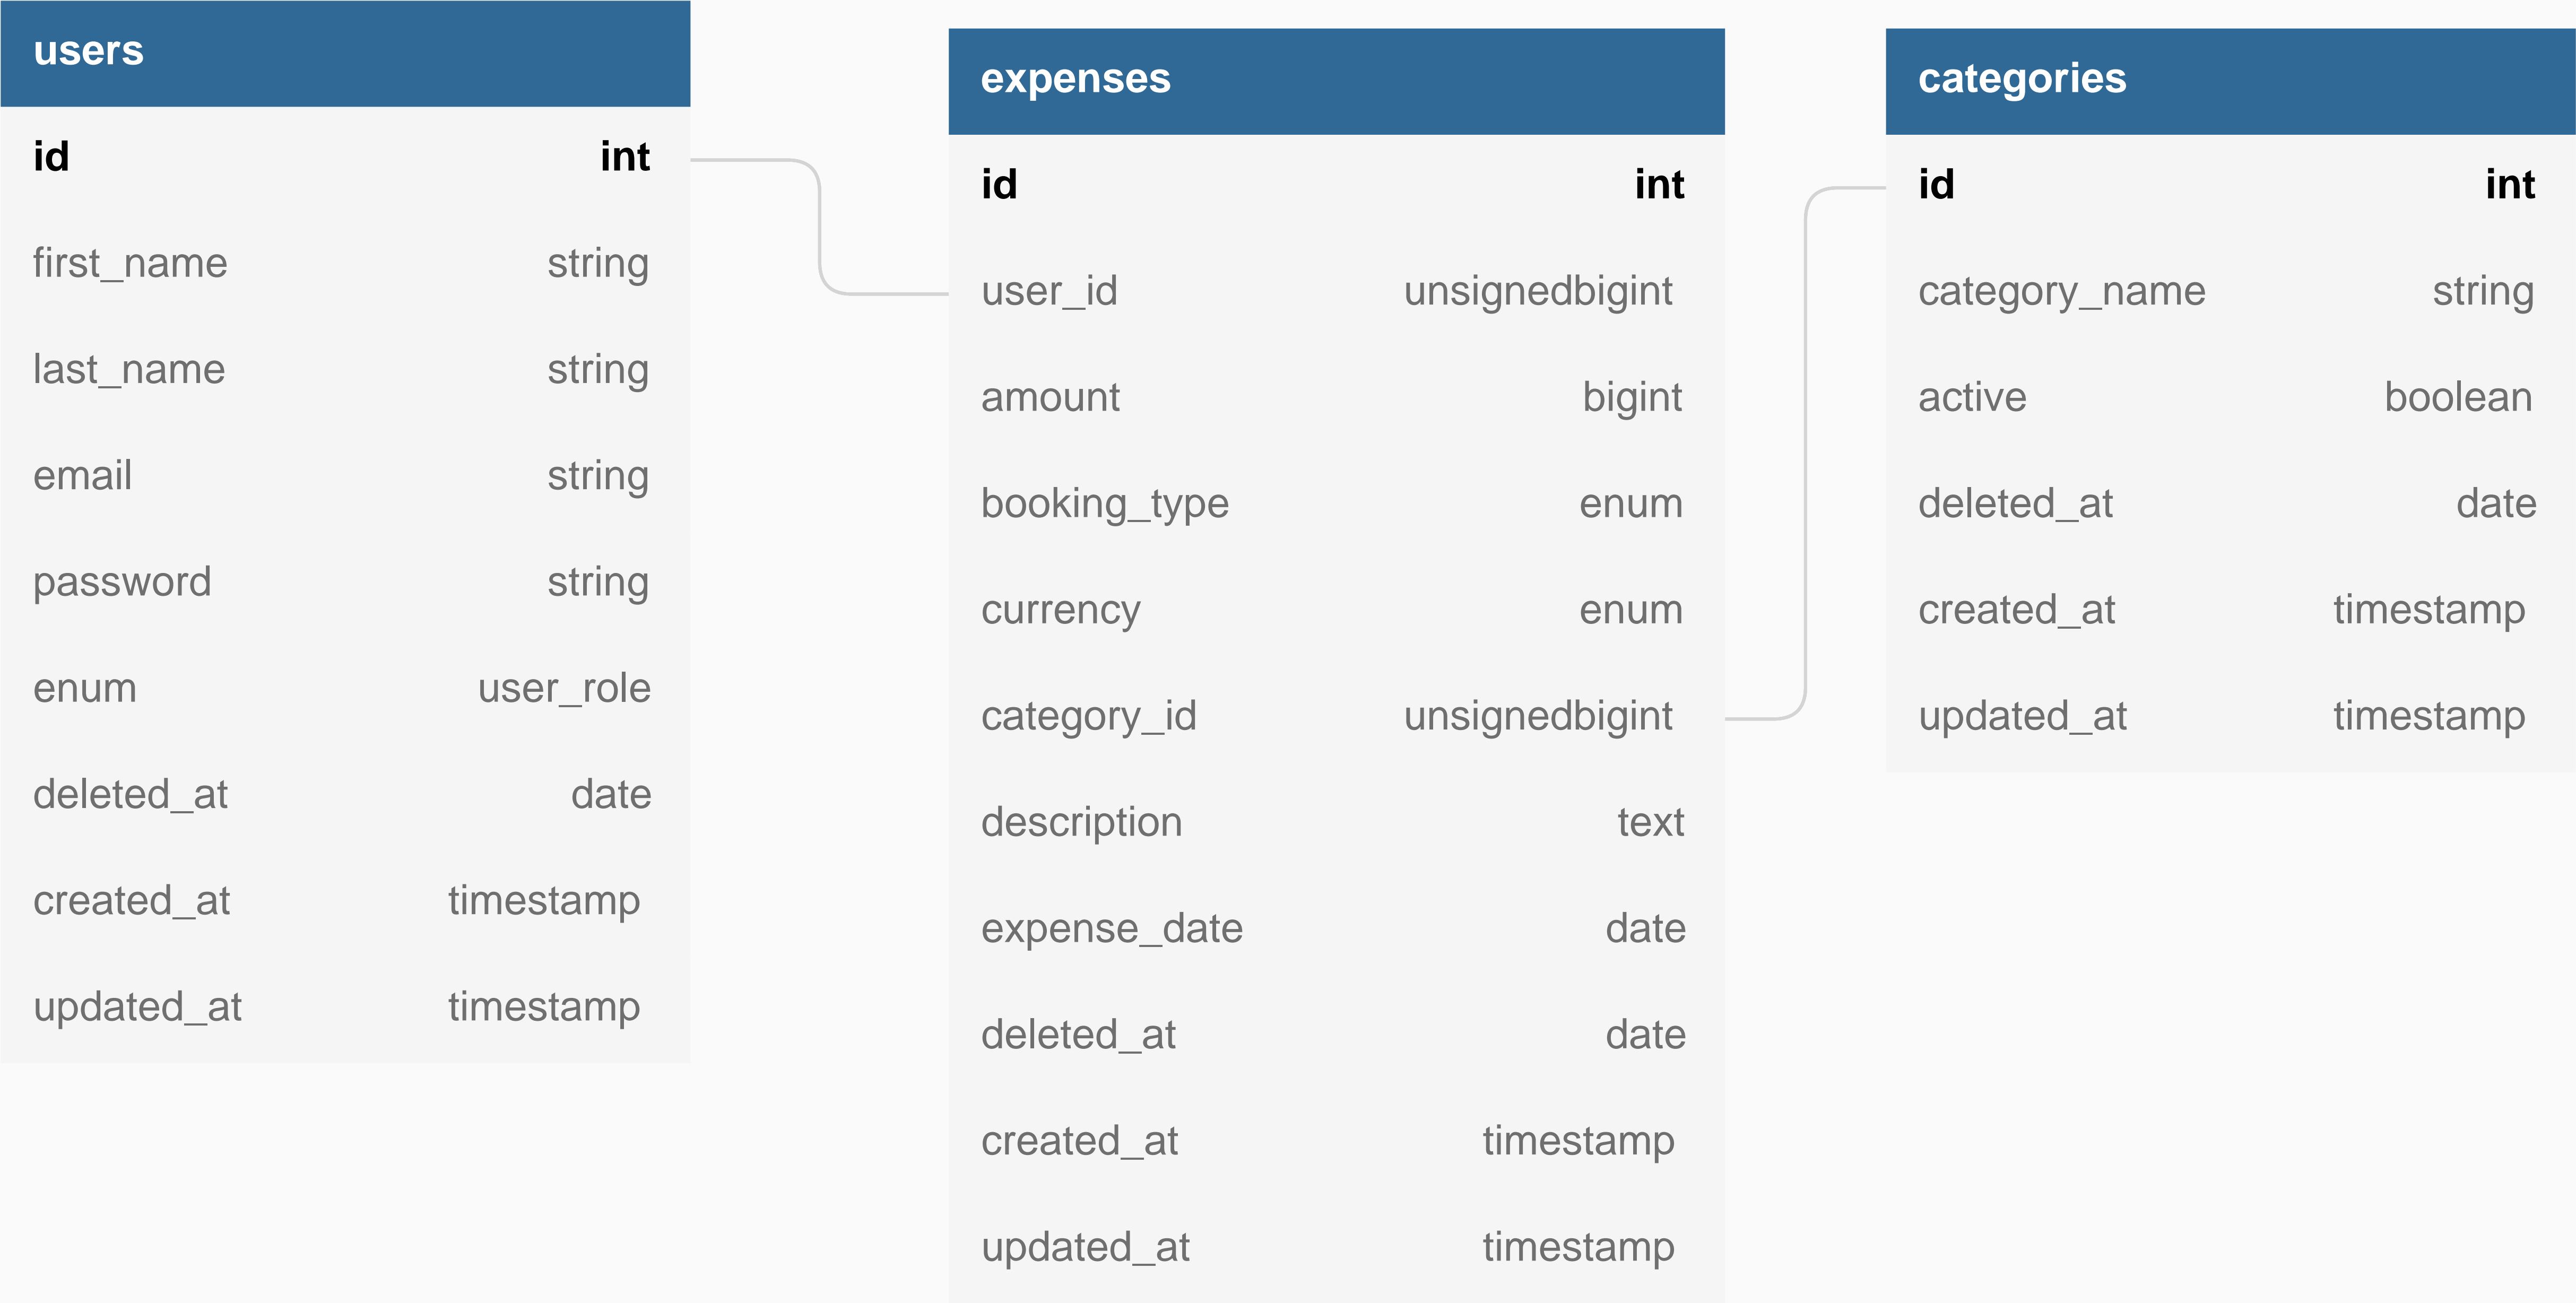 users
id int
first_name string
last_name string
email string
password string
enum user_role
deleted_at date
created_at timestamp
updated_at timestamp
expenses
id int
user_id unsignedbigint
amount bigint
booking_type enum
currency enum
category_id unsignedbigint
description text
expense_date date
deleted_at date
created_at timestamp
updated_at timestamp
categories
id int
category_name string
active boolean
deleted_at date
created_at timestamp
updated_at timestamp